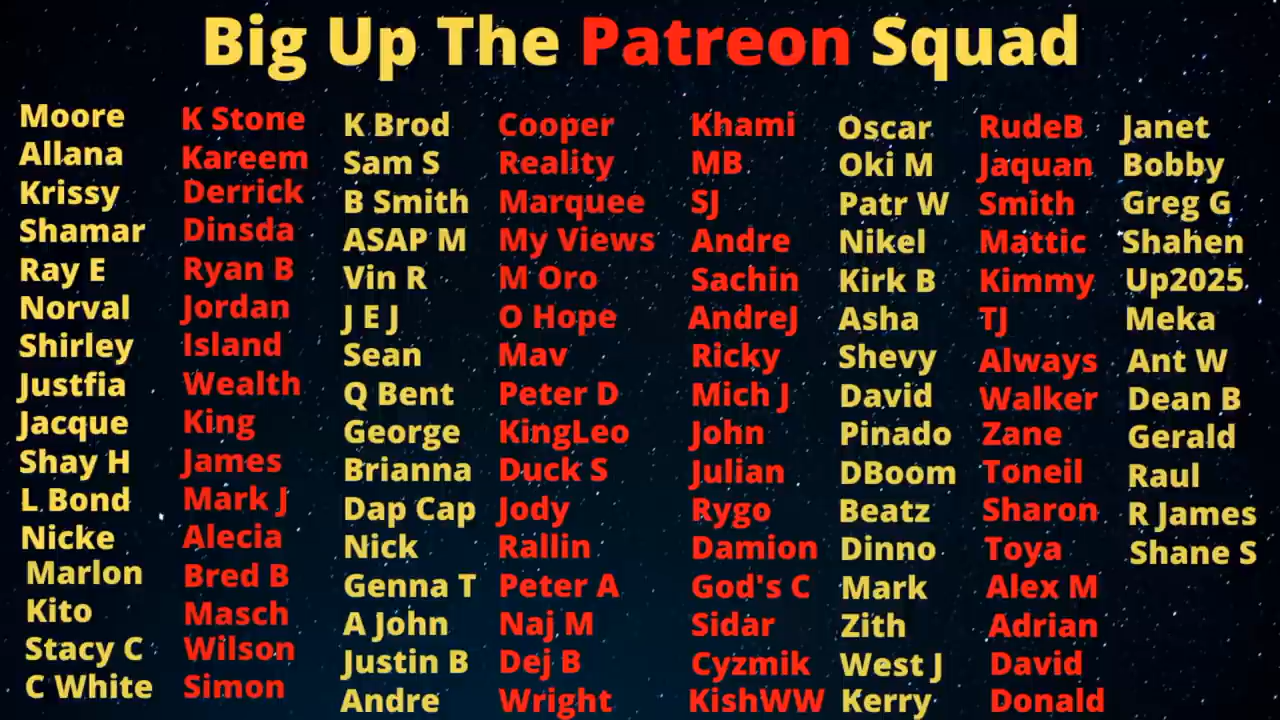 Big Up The Patreon Squad
Moore
Allana
Krissy
Shamar
Ray E
Norval
Shirley
Justfia
Jacque
Shay H
L Bond
Nicke
Marlon
Kito
Stacy C
C White
K Stone
Kareem
Derrick
Dinsda
Ryan B
Jordan
Island
Wealth
King
James
Mark J
Alecia
Bred B
Masch
Wilson
Simon
K Brod
Sam S
B Smith
ASAP M
Vin R
J E J
Sean
Q Bent
George
Brianna
Dap Cap
Nick
Genna T
A John
Justin B
Andre
Cooper
Reality
Marquee
My Views
M Oro
O Hope
Mav
Peter D
KingLeo
Duck S
Jody
Rallin
Peter A
Naj M
Dej B
Wright
Khami
MB
SJ
Andre
Sachin
AndreJ
Ricky
Mich J
John
Julian
Rygo
Damion
God's C
Sidar
Cyzmik
KishWW
Oscar
Oki M
Patr W
Nikel
Kirk B
Asha
Shevy
David
Pinado
DBoom
Beatz
Dinno
Mark
Zith
West J
Kerry
RudeB
Jaquan
Smith
Mattic
Kimmy
TJ
Always
Walker
Zane
Toneil
Sharon
Toya
Alex M
Adrian
David
Donald
Janet
Bobby
Greg G
Shahen
Up2025
Meka
Ant W
Dean B
Gerald
Raul
R James
Shane S